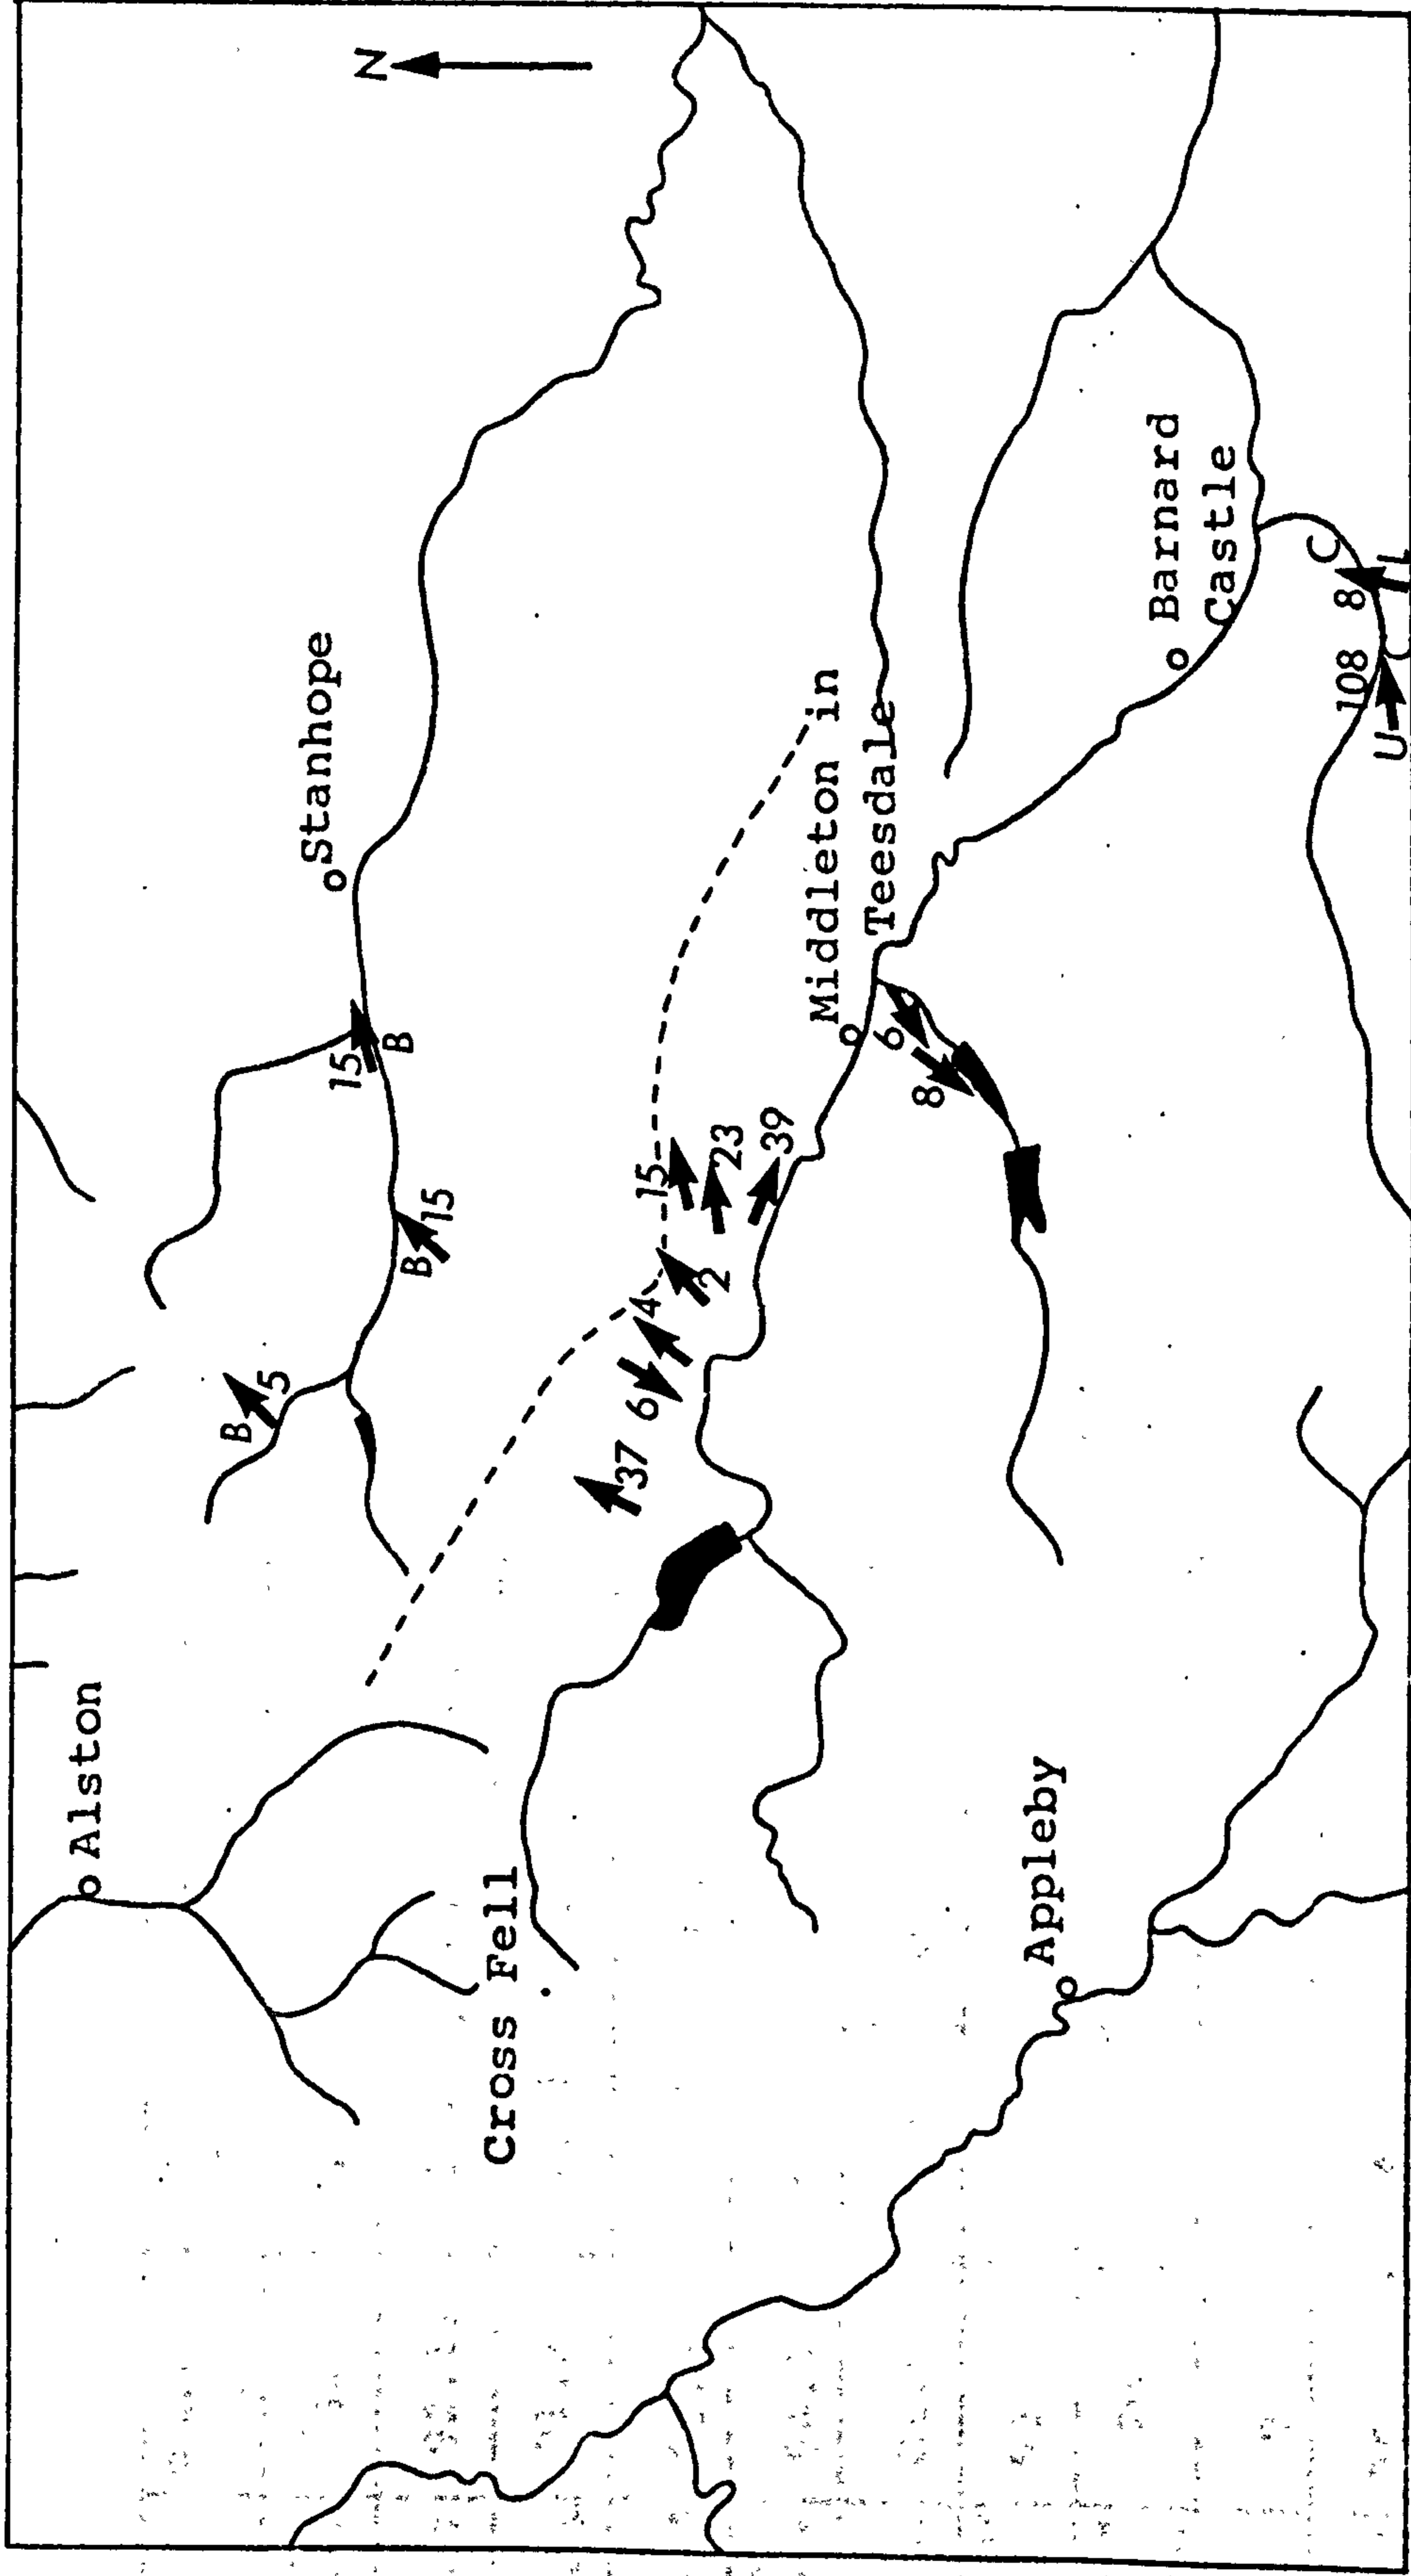 N
Alston
Stanhope
Cross Fell
Middleton in
Teesdale
Barnard
Castle
Appleby
B
5
B
15
15
B
37
6
4
2
15
23
39
8
6
108
8
C
U
C
L